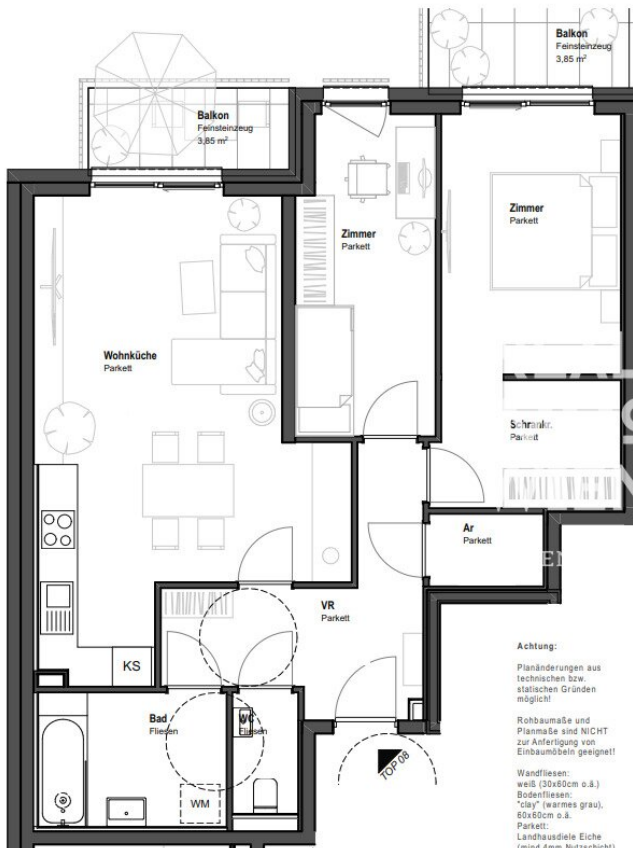 Balkon
Feinsteinzeug
3,85 m²
Balkon
Feinsteinzeug
3,85 m²
Zimmer
Parkett
Zimmer
Parkett
Wohnküche
Parkett
Schrankr.
Parkett
Ar
Parkett
VR
Parkett
KS
Bad
Fliesen
WC
Fliesen
WM
TOP 08
Achtung:
Planänderungen aus
technischen bzw.
statischen Gründen
möglich!
Rohbaumaße und
Planmaße sind NICHT
zur Anfertigung von
Einbaumöbeln geeignet!
Wandfliesen:
weiß (30x60cm o.ä.)
Bodenfliesen:
"clay" (warmes grau),
60x60cm o.ä.
Parkett:
Landhausdiele Eiche
(mind.4mm Nutzschicht)